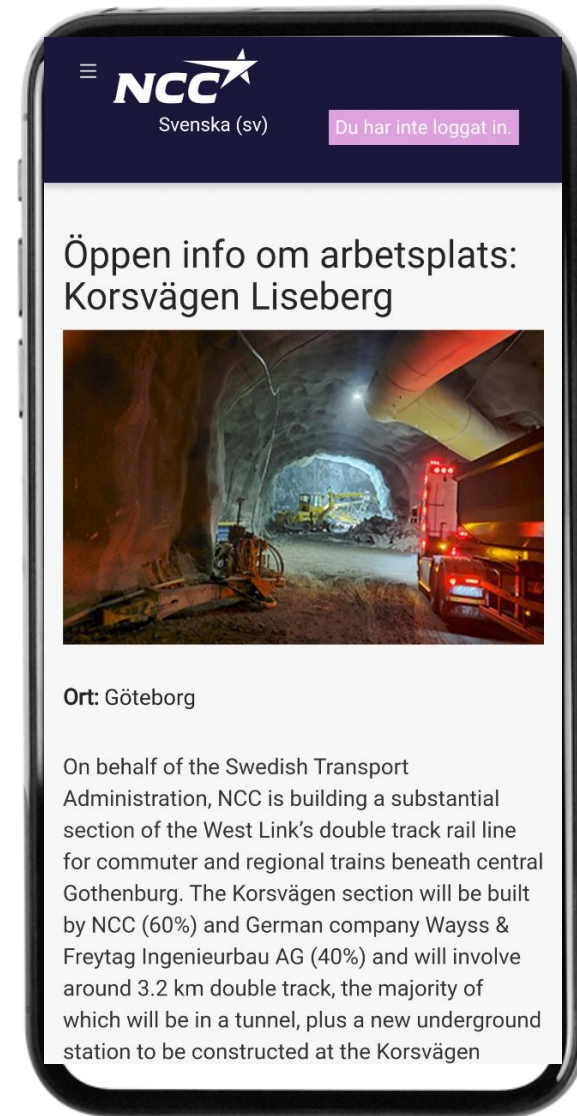 NCC
Svenska (sv)
Du har inte loggat in.
Öppen info om arbetsplats:
Korsvägen Liseberg
Ort: Göteborg
On behalf of the Swedish Transport
Administration, NCC is building a substantial
section of the West Link's double track rail line
for commuter and regional trains beneath central
Gothenburg. The Korsvägen section will be built
by NCC (60%) and German company Wayss &
Freytag Ingenieurbau AG (40%) and will involve
around 3.2 km double track, the majority of
which will be in a tunnel, plus a new underground
station to be constructed at the Korsvägen